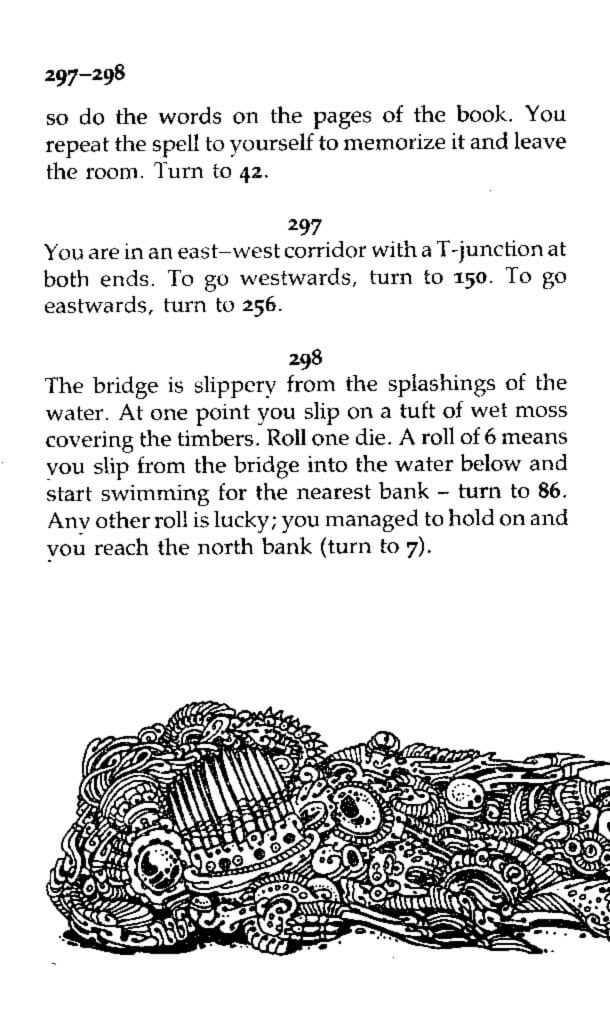 297–298
so do the words on the pages of the book. You
repeat the spell to yourself to memorize it and leave
the room. Turn to 42.
297
You are in an east–west corridor with a T-junction at
both ends. To go westwards, turn to 150. To go
eastwards, turn to 256.
298
The bridge is slippery from the splashings of the
water. At one point you slip on a tuft of wet moss
covering the timbers. Roll one die. A roll of 6 means
you slip from the bridge into the water below and
start swimming for the nearest bank – turn to 86.
Any other roll is lucky; you managed to hold on and
you reach the north bank (turn to 7).